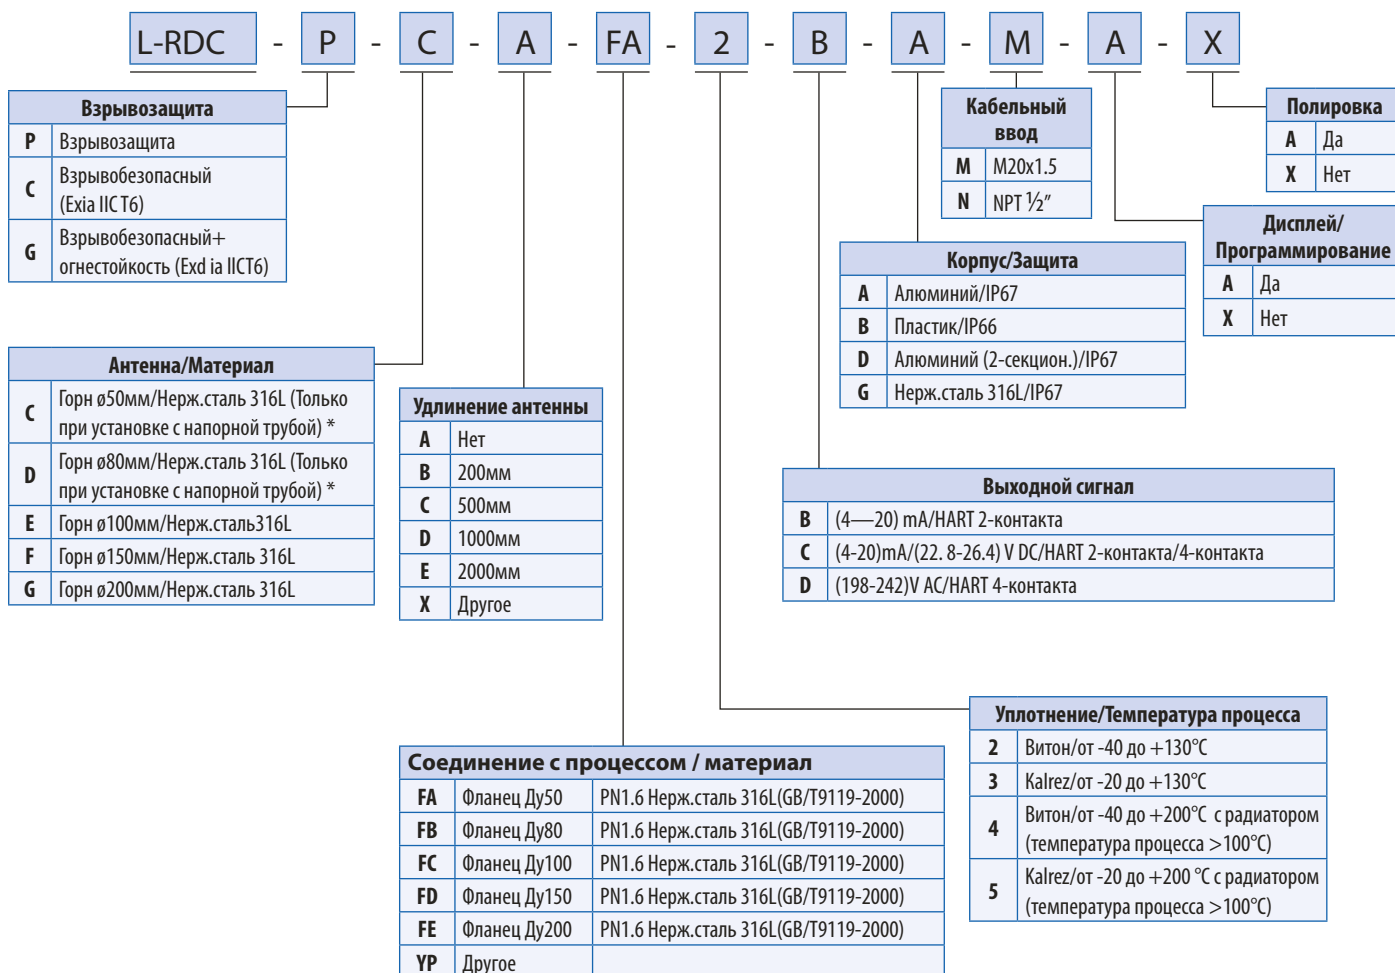 L-RDC - P - C - A - FA - 2 - B - A - M - A - X
Взрывозащита
P Взрывозащита
C Взрывобезопасный
(Exia IIC T6)
G Взрывобезопасный+
огнестойкость (Exd ia IICT6)
Кабельный
ввод
M M20x1.5
N NPT ½"
Полировка
A Да
X Нет
Дисплей/
Программирование
A Да
X Нет
Корпус/Защита
A Алюминий/IP67
B Пластик/IP66
D Алюминий (2-секцион.)/IP67
G Нерж.сталь 316L/IP67
Антенна/Материал
C Горн ø50мм/Нерж.сталь 316L (Только
при установке с напорной трубой) *
D Горн ø80мм/Нерж.сталь 316L (Только
при установке с напорной трубой) *
E Горн ø100мм/Нерж.сталь316L
F Горн ø150мм/Нерж.сталь 316L
G Горн ø200мм/Нерж.сталь 316L
Удлинение антенны
A Нет
B 200мм
C 500мм
D 1000мм
E 2000мм
X Другое
Выходной сигнал
B (4—20) mA/HART 2-контакта
C (4-20)mA/(22. 8-26.4) V DC/HART 2-контакта/4-контакта
D (198-242)V AC/HART 4-контакта
Соединение с процессом / материал
FA Фланец Ду50 PN1.6 Нерж.сталь 316L(GB/T9119-2000)
FB Фланец Ду80 PN1.6 Нерж.сталь 316L(GB/T9119-2000)
FC Фланец Ду100 PN1.6 Нерж.сталь 316L(GB/T9119-2000)
FD Фланец Ду150 PN1.6 Нерж.сталь 316L(GB/T9119-2000)
FE Фланец Ду200 PN1.6 Нерж.сталь 316L(GB/T9119-2000)
YP Другое
Уплотнение/Температура процесса
2 Витон/от -40 до +130°C
3 Kalrez/от -20 до +130°C
4 Витон/от -40 до +200°C с радиатором
(температура процесса >100°C)
5 Kalrez/от -20 до +200 °C с радиатором
(температура процесса >100°C)